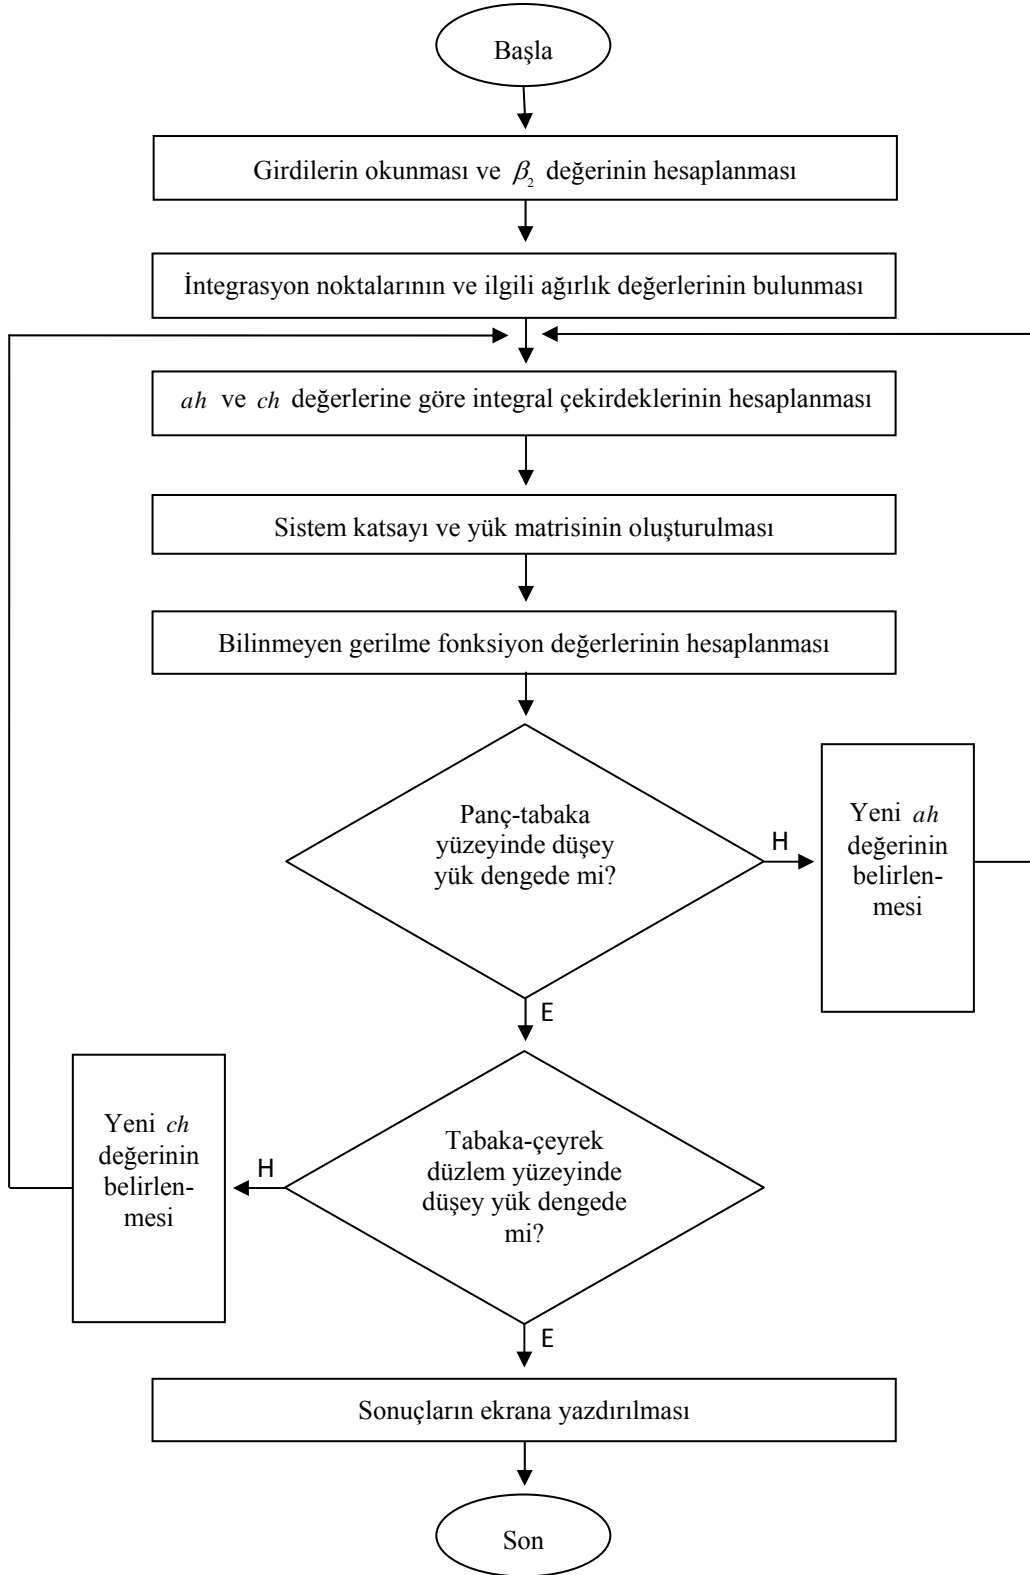 Başla
Girdilerin okunması ve β₂ değerinin hesaplanması
İntegrasyon noktalarının ve ilgili ağırlık değerlerinin bulunması
ah ve ch değerlerine göre integral çekirdeklerinin hesaplanması
Sistem katsayı ve yük matrisinin oluşturulması
Bilinmeyen gerilme fonksiyon değerlerinin hesaplanması
Panç-tabaka
yüzeyinde düşey
yük dengede mi?
H
Yeni ah
değerinin
belirlen-
mesi
E
Tabaka-çeyrek
düzlem yüzeyinde
düşey yük dengede
mi?
H
Yeni ch
değerinin
belirlen-
mesi
E
Sonuçların ekrana yazdırılması
Son